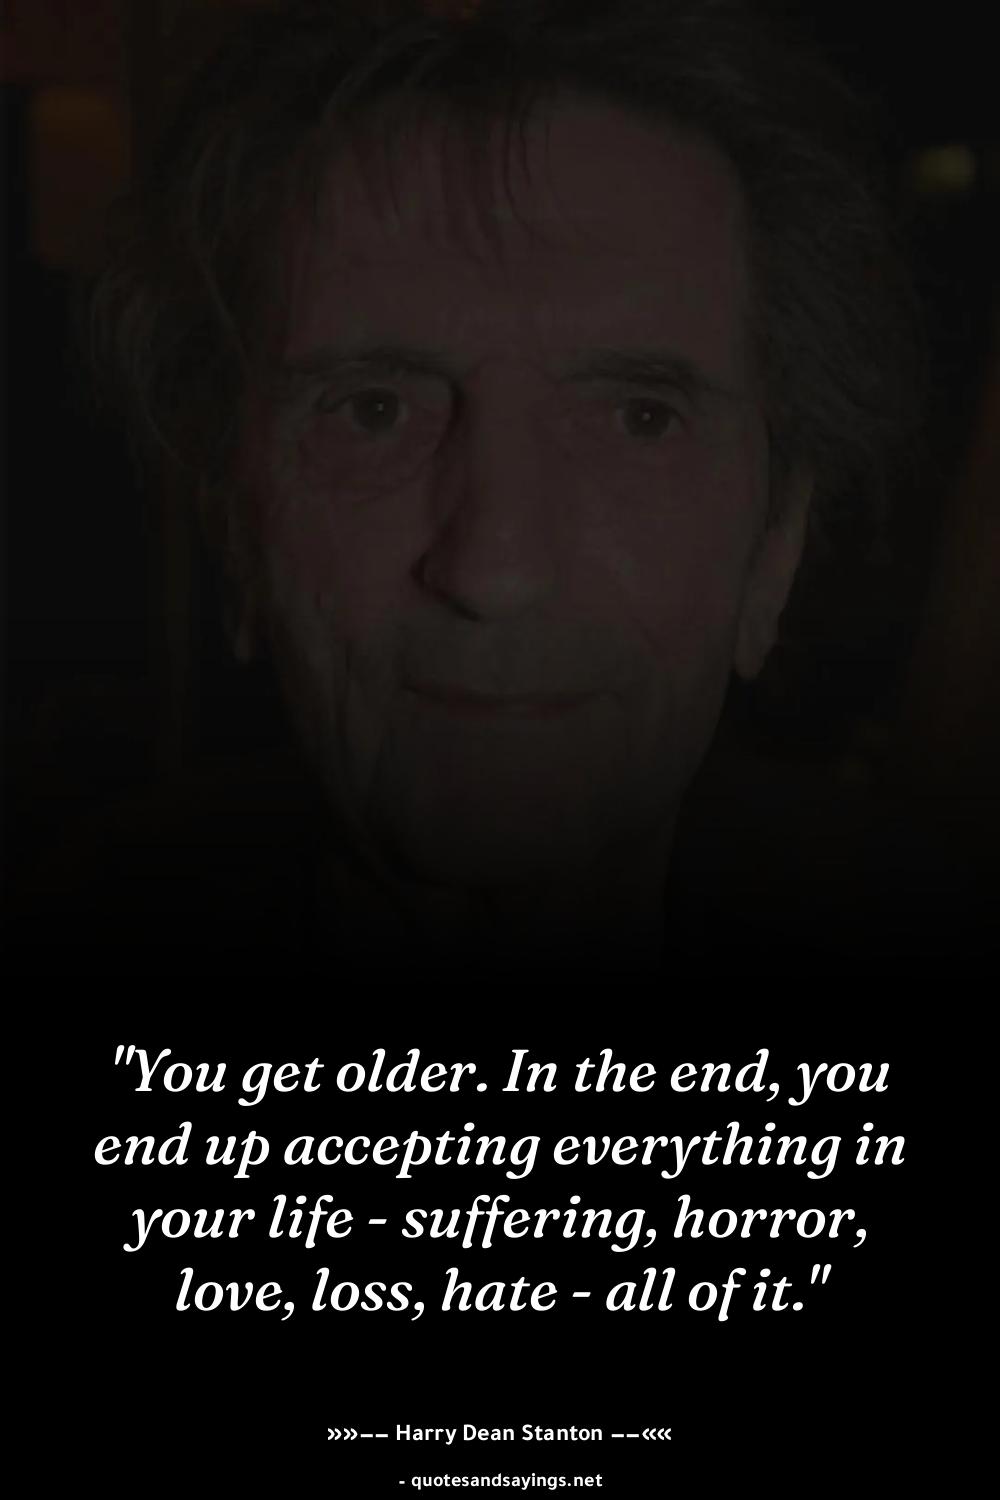 "You get older. In the end, you
end up accepting everything in
your life - suffering, horror,
love, loss, hate - all of it."
»»−− Harry Dean Stanton −−««
- quotesandsayings.net